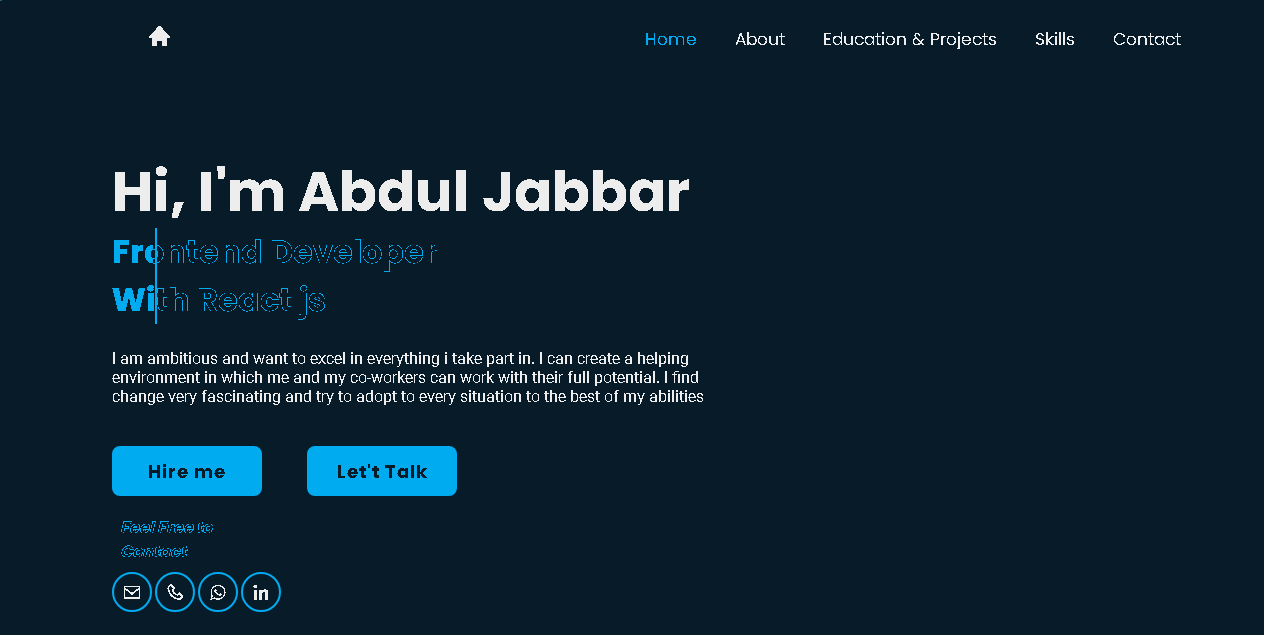 Home About Education & Projects Skills Contact
Hi, I'm Abdul Jabbar
Frontend Developer
With React js
I am ambitious and want to excel in everything i take part in. I can create a helping
environment in which me and my co-workers can work with their full potential. I find
change very fascinating and try to adopt to every situation to the best of my abilities
Hire me Let't Talk
Feel Free to
Contact
in